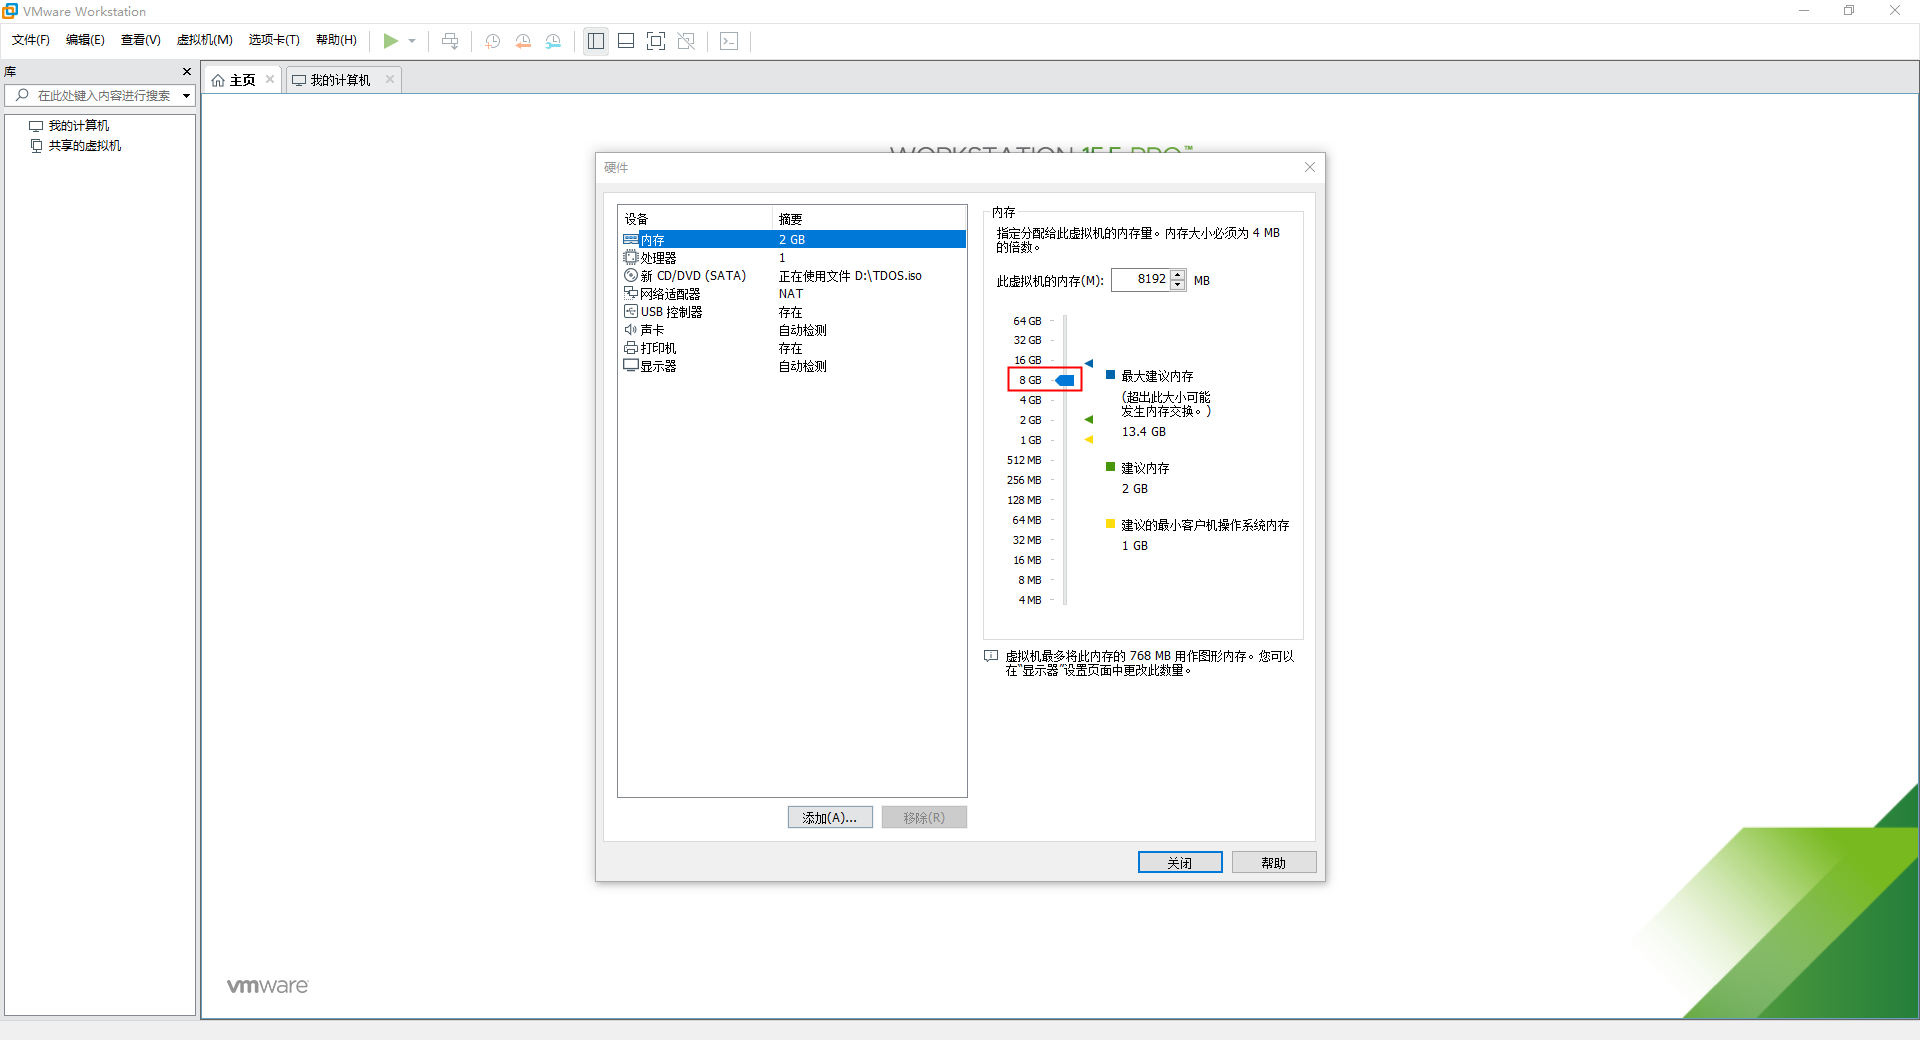 VMware Workstation
文件(F) 编辑(E) 查看(V) 虚拟机(M) 选项卡(T) 帮助(H)
库
在此处键入内容进行搜索
我的计算机
共享的虚拟机
主页
我的计算机
WORKSTATION 15.5 PRO™
硬件
设备 摘要
内存 2 GB
处理器 1
新 CD/DVD (SATA) 正在使用文件 D:\TDOS.iso
网络适配器 NAT
USB 控制器 存在
声卡 自动检测
打印机 存在
显示器 自动检测
添加(A)... 移除(R)
内存
指定分配给此虚拟机的内存量。内存大小必须为 4 MB
的倍数。
此虚拟机的内存(M): 8192 MB
64 GB
32 GB
16 GB
8 GB
4 GB
2 GB
1 GB
512 MB
256 MB
128 MB
64 MB
32 MB
16 MB
8 MB
4 MB
最大建议内存
(超出此大小可能
发生内存交换。)
13.4 GB
建议内存
2 GB
建议的最小客户机操作系统内存
1 GB
虚拟机最多将此内存的 768 MB 用作图形内存。您可以
在“显示器”设置页面中更改此数量。
关闭 帮助
vmware